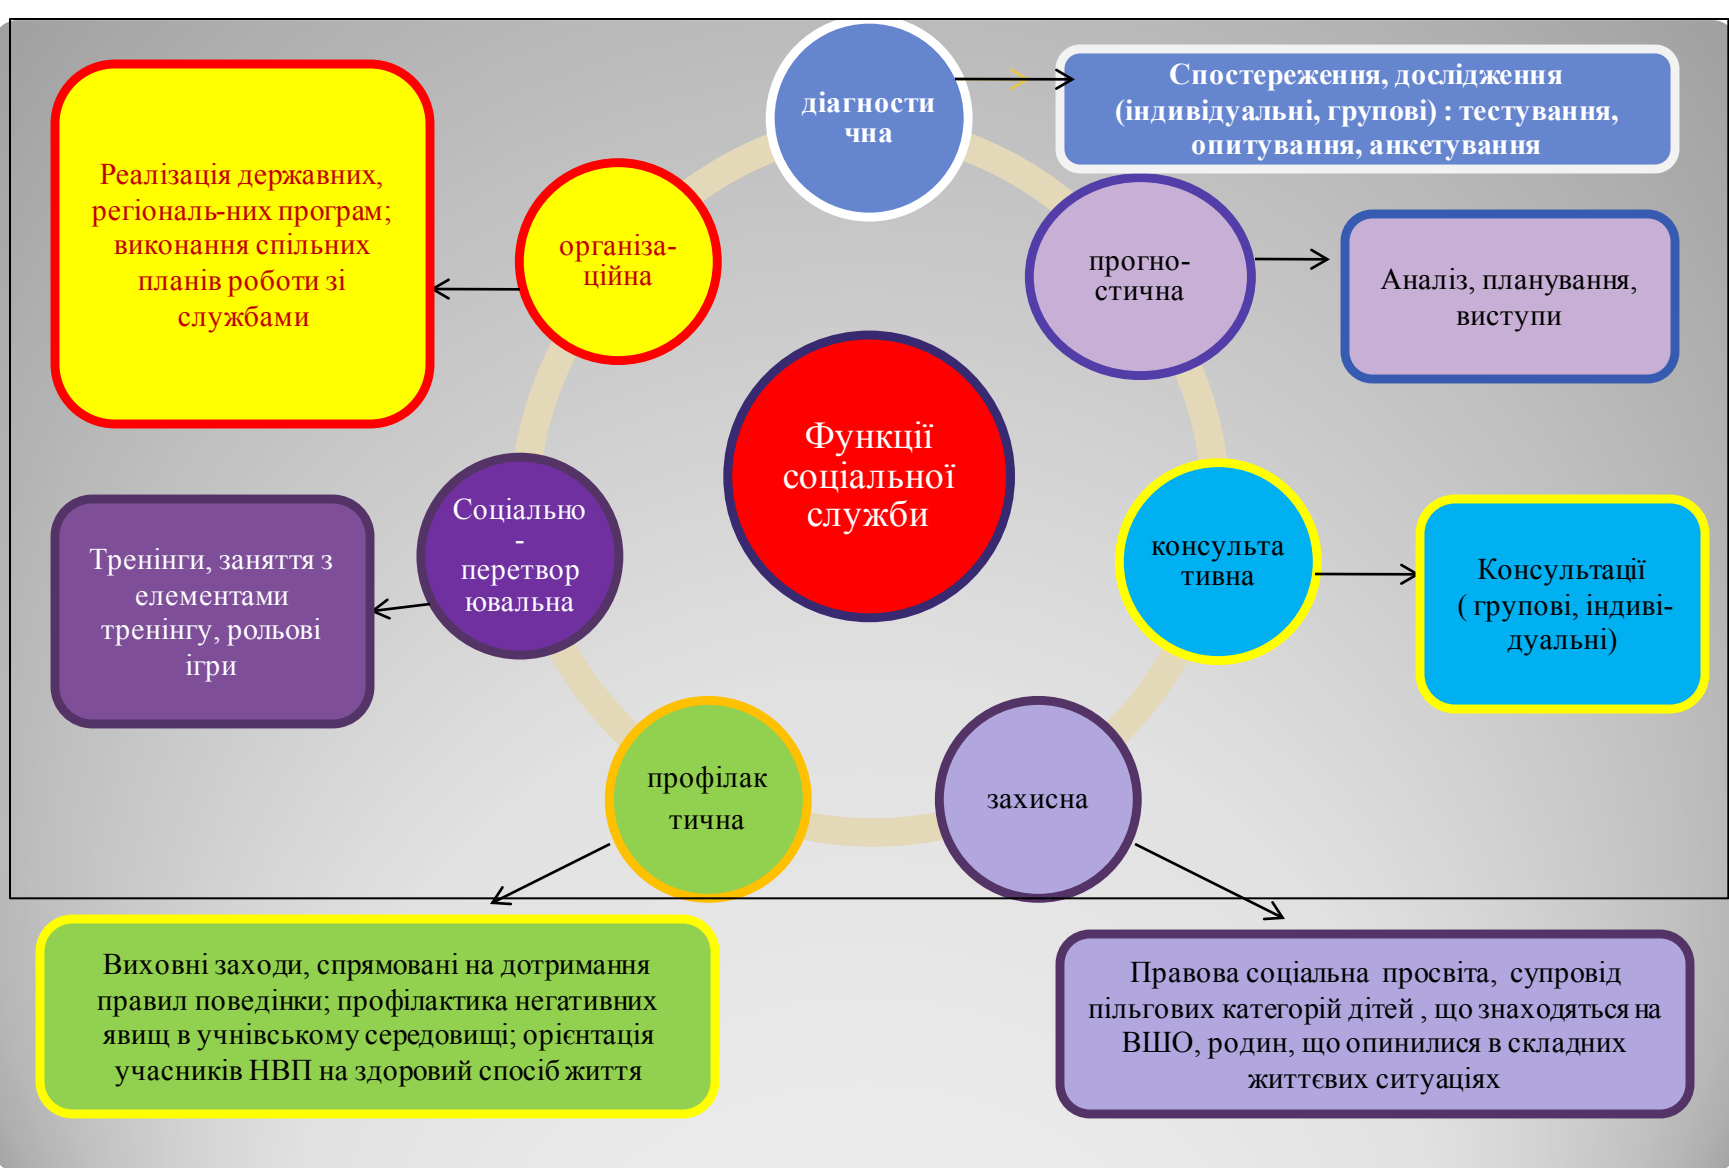 діагности
чна
Спостереження, дослідження
(індивідуальні, групові) : тестування,
опитування, анкетування
прогно-
стична
Аналіз, планування,
виступи
консульта
тивна
Консультації
( групові, індиві-
дуальні)
захисна
Правова соціальна просвіта, супровід
пільгових категорій дітей , що знаходяться на
ВШО, родин, що опинилися в складних
життєвих ситуаціях
профілак
тична
Виховні заходи, спрямовані на дотримання
правил поведінки; профілактика негативних
явищ в учнівському середовищі; орієнтація
учасників НВП на здоровий спосіб життя
Соціально
-
перетвор
ювальна
Тренінги, заняття з
елементами
тренінгу, рольові
ігри
організа-
ційна
Реалізація державних,
регіональ-них програм;
виконання спільних
планів роботи зі
службами
Функції
соціальної
служби